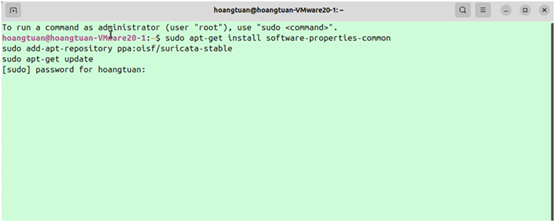 hoangtuan@hoangtuan-VMware20-1: ~
To run a command as administrator (user "root"), use "sudo <command>".
hoangtuan@hoangtuan-VMware20-1:~$ sudo apt-get install software-properties-common
sudo add-apt-repository ppa:oisf/suricata-stable
sudo apt-get update
[sudo] password for hoangtuan: